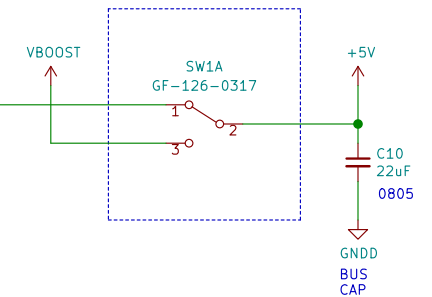 VBOOST
SW1A
GF-126-0317
+5V
1
2
3
C10
22uF
0805
GNDD
BUS
CAP